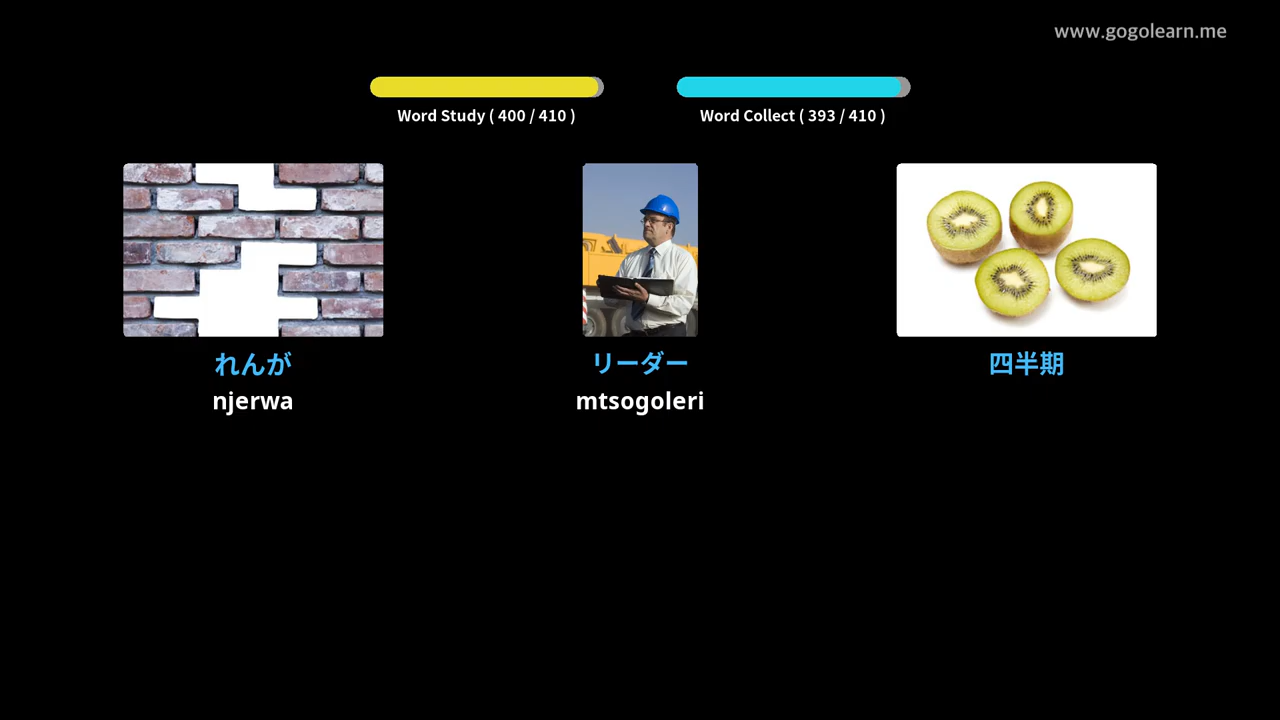 www.gogolearn.me
Word Study ( 400 / 410 )
Word Collect ( 393 / 410 )
れんが
njerwa
リーダー
mtsogoleri
四半期